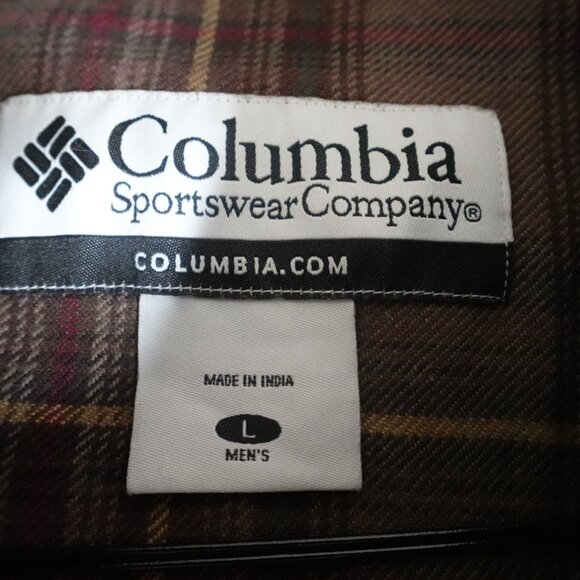 Columbia
Sportswear Company®
COLUMBIA.COM
MADE IN INDIA
L
MEN'S